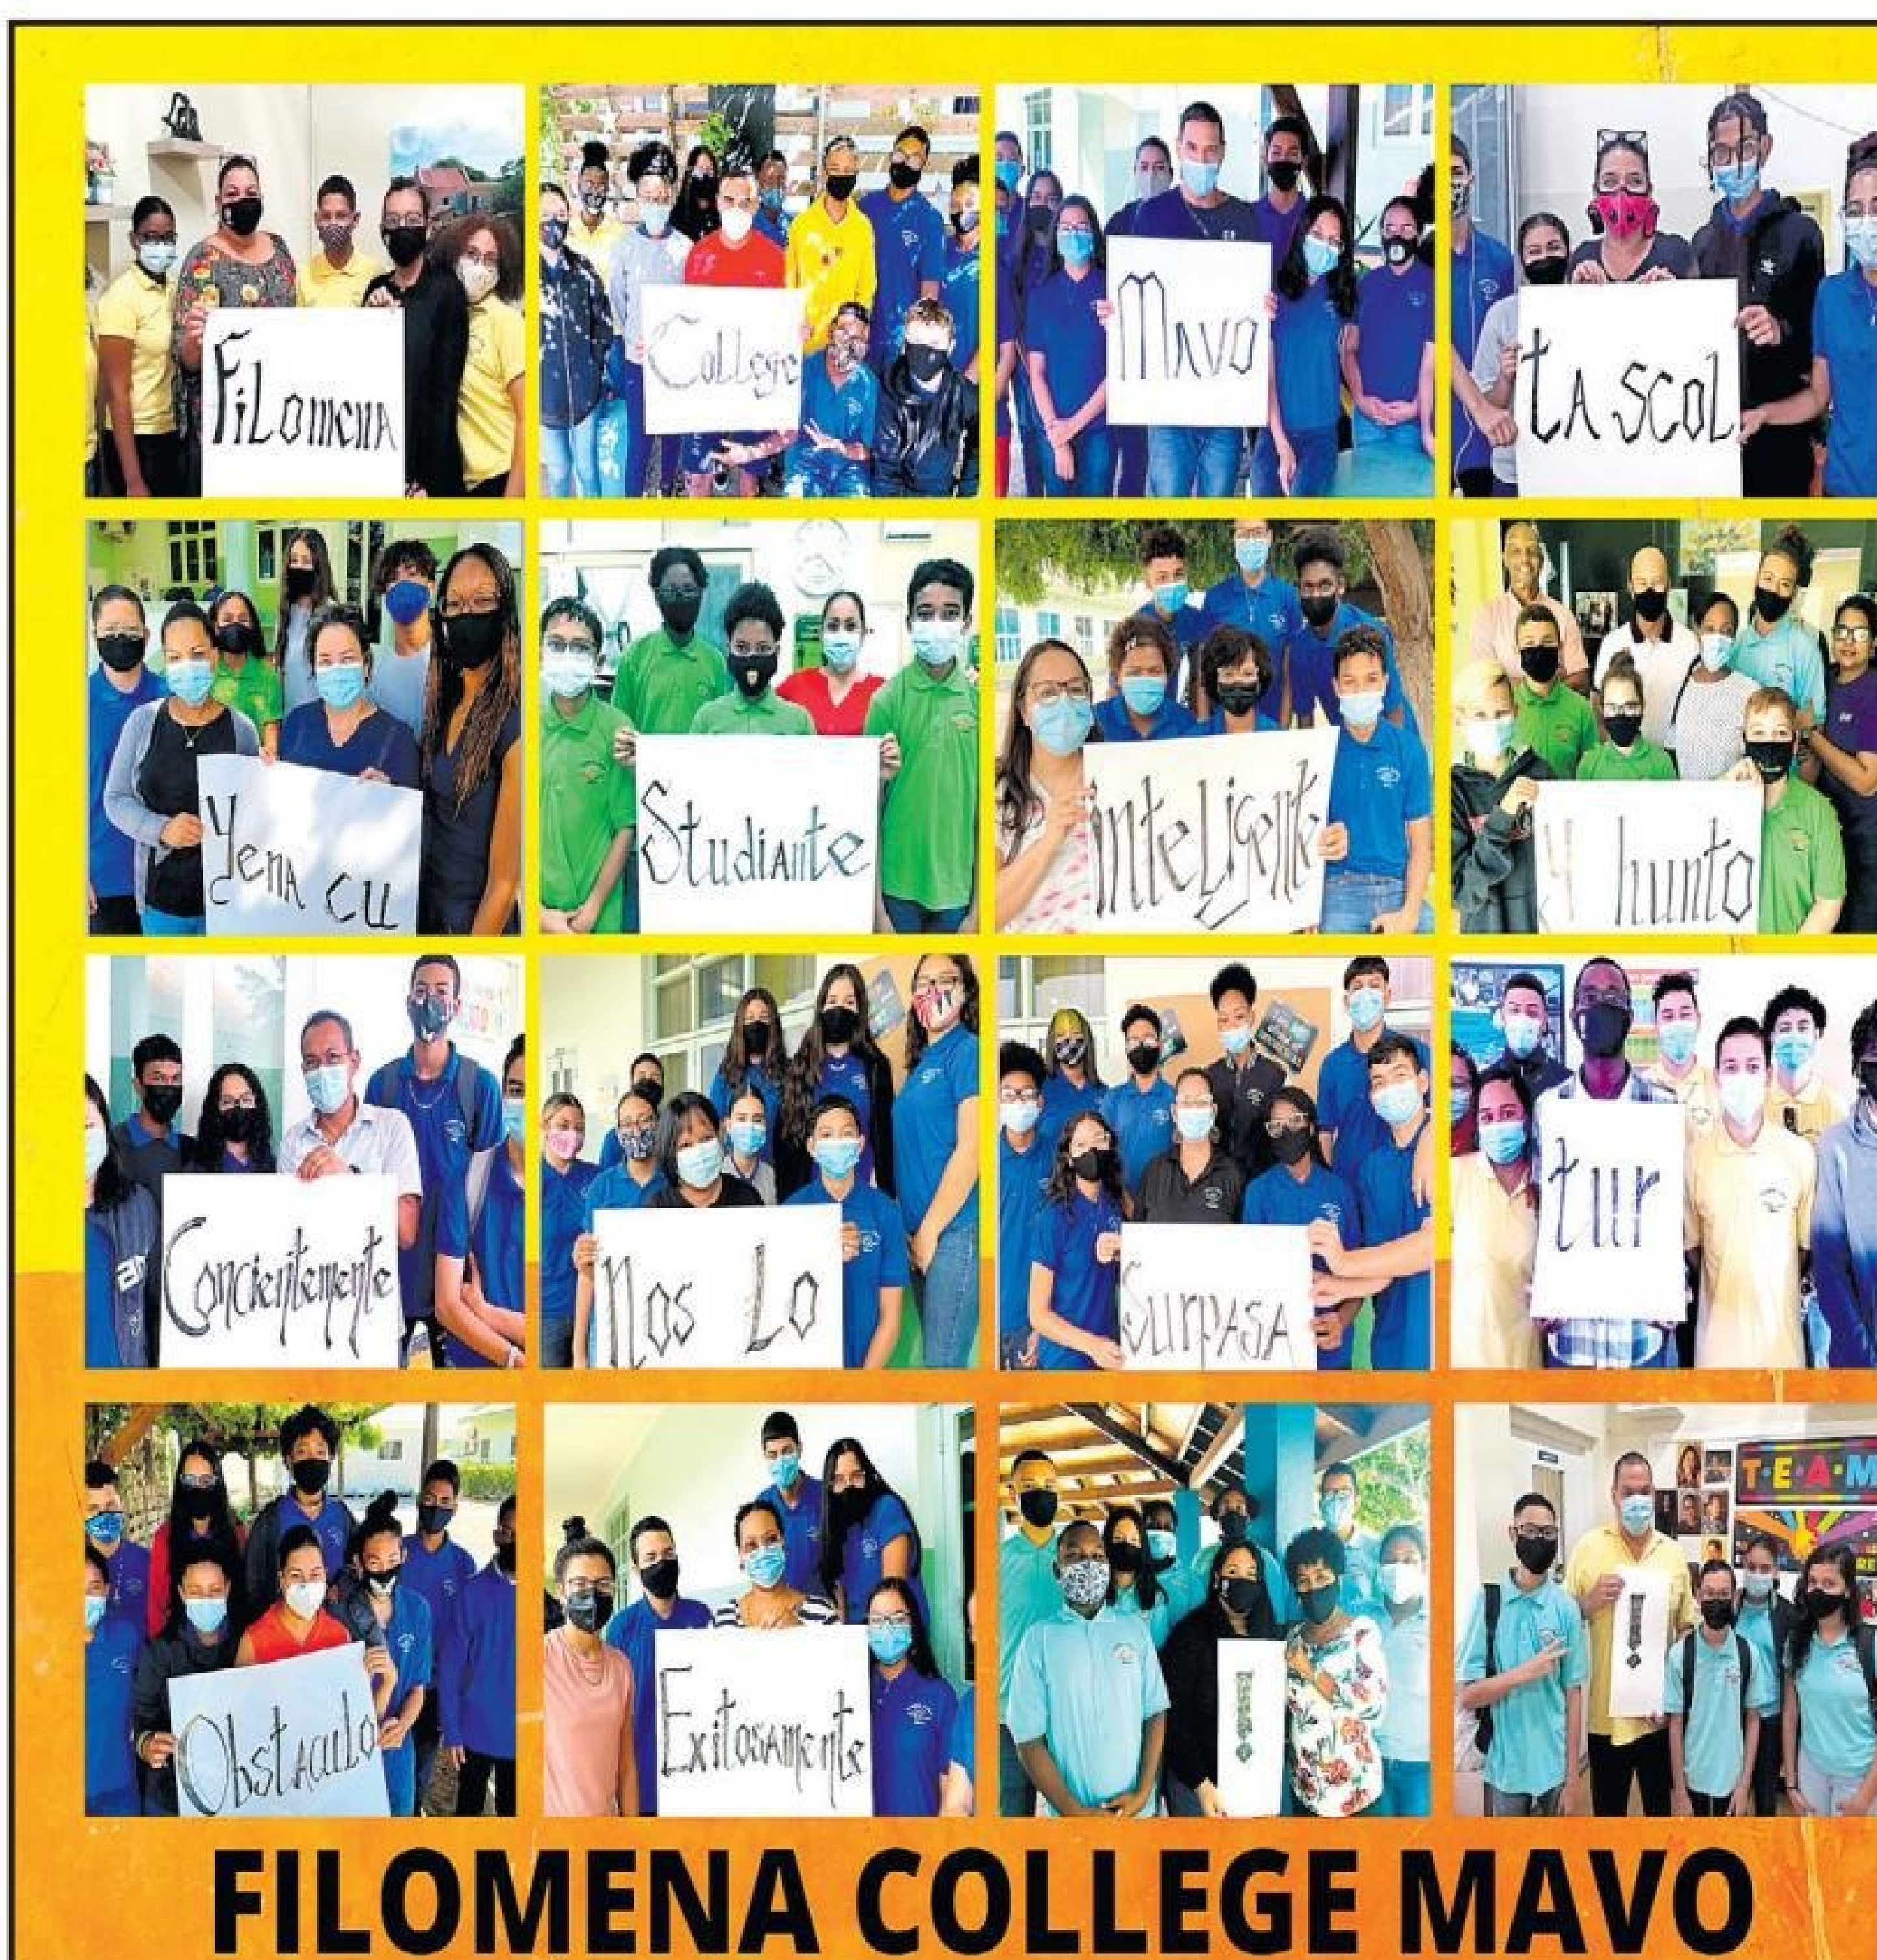 Filomena
College
Mavo
ta scol
Yena cu
Studiante
inteligente
Y hunto
Concientemente
Nos Lo
Surpasa
tur
Obstaculo
Exitosamente
!
!
T·E·A·M
FILOMENA COLLEGE MAVO